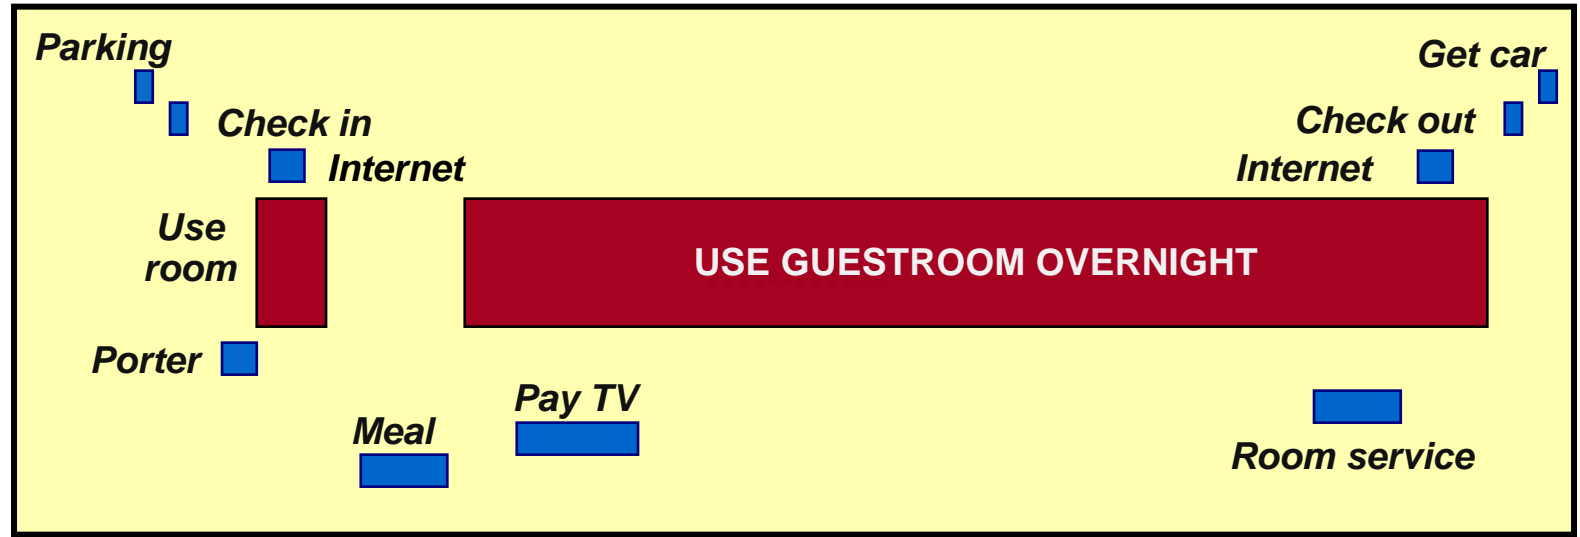 Parking
Get car
Check in
Check out
Internet
Internet
Use
room
USE GUESTROOM OVERNIGHT
Porter
Pay TV
Meal
Room service